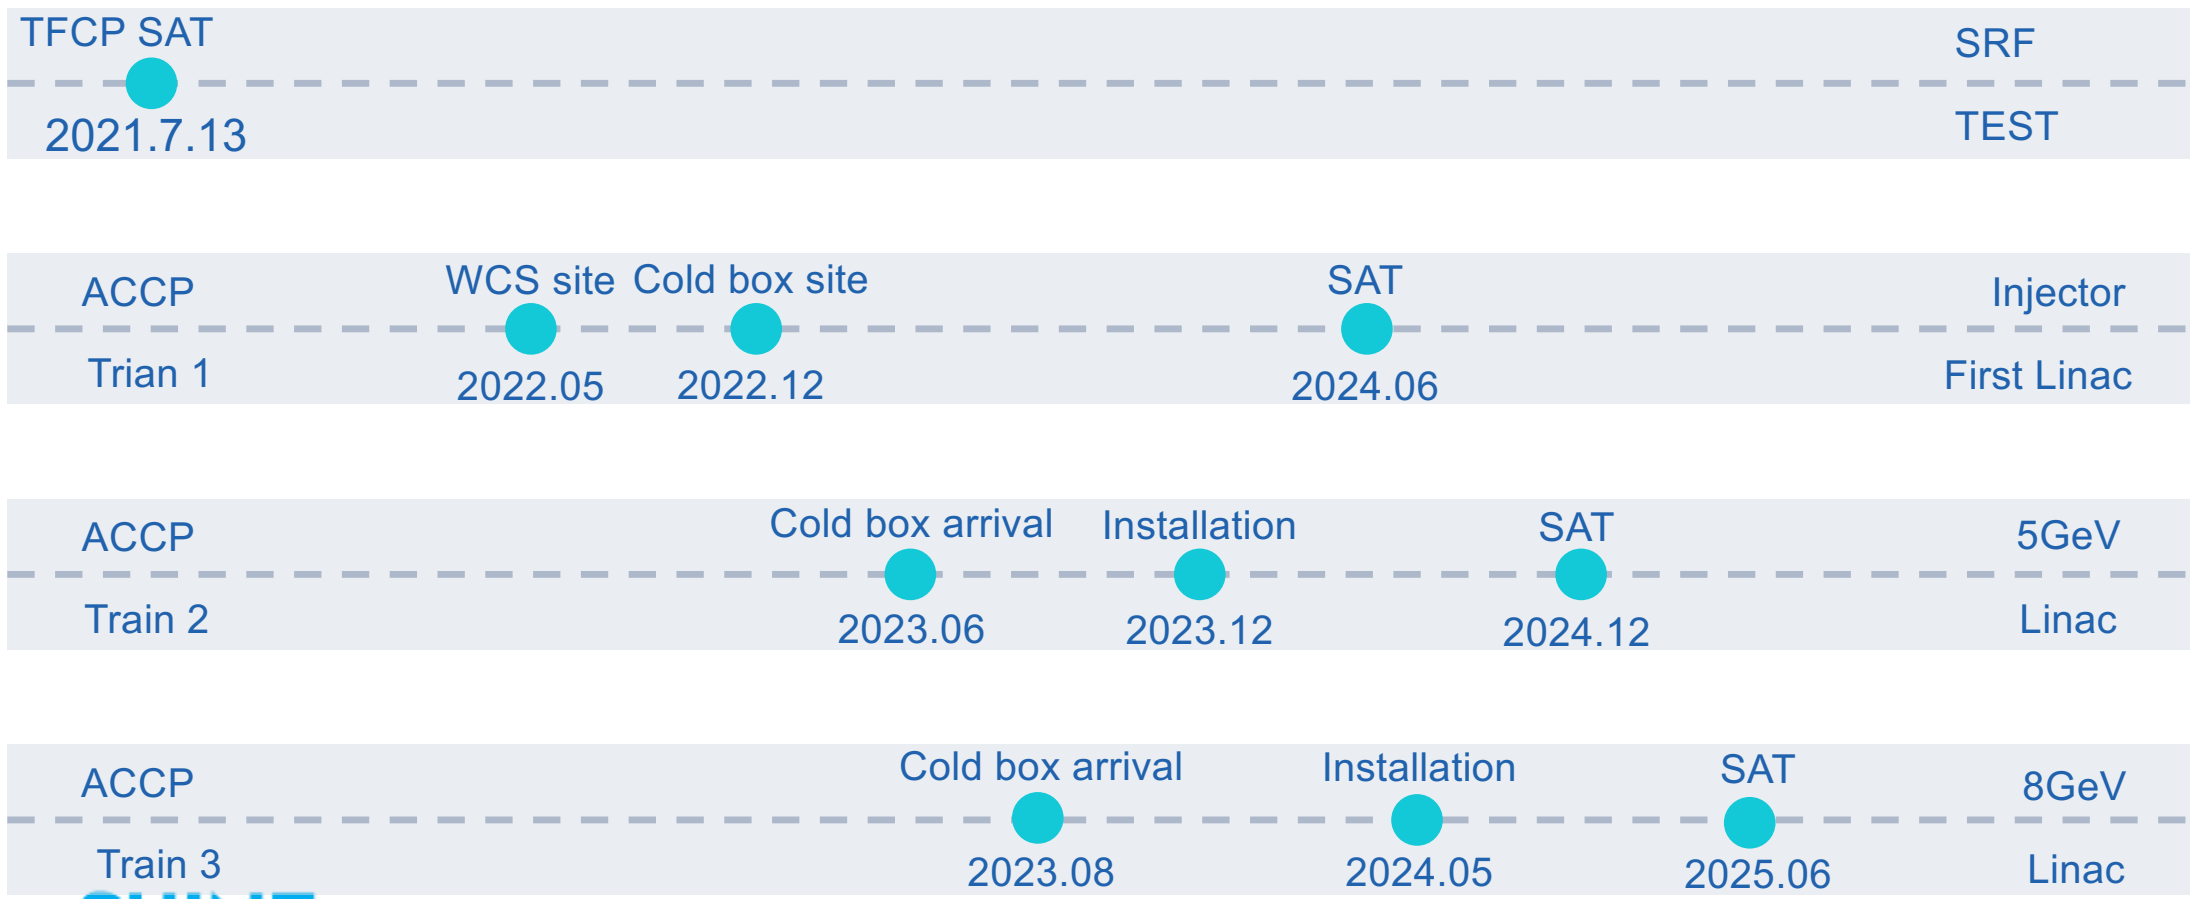 TFCP SAT
SRF
2021.7.13
TEST
ACCP
WCS site
Cold box site
SAT
Injector
Trian 1
2022.05
2022.12
2024.06
First Linac
ACCP
Cold box arrival
Installation
SAT
5GeV
Train 2
2023.06
2023.12
2024.12
Linac
ACCP
Cold box arrival
Installation
SAT
8GeV
Train 3
2023.08
2024.05
2025.06
Linac